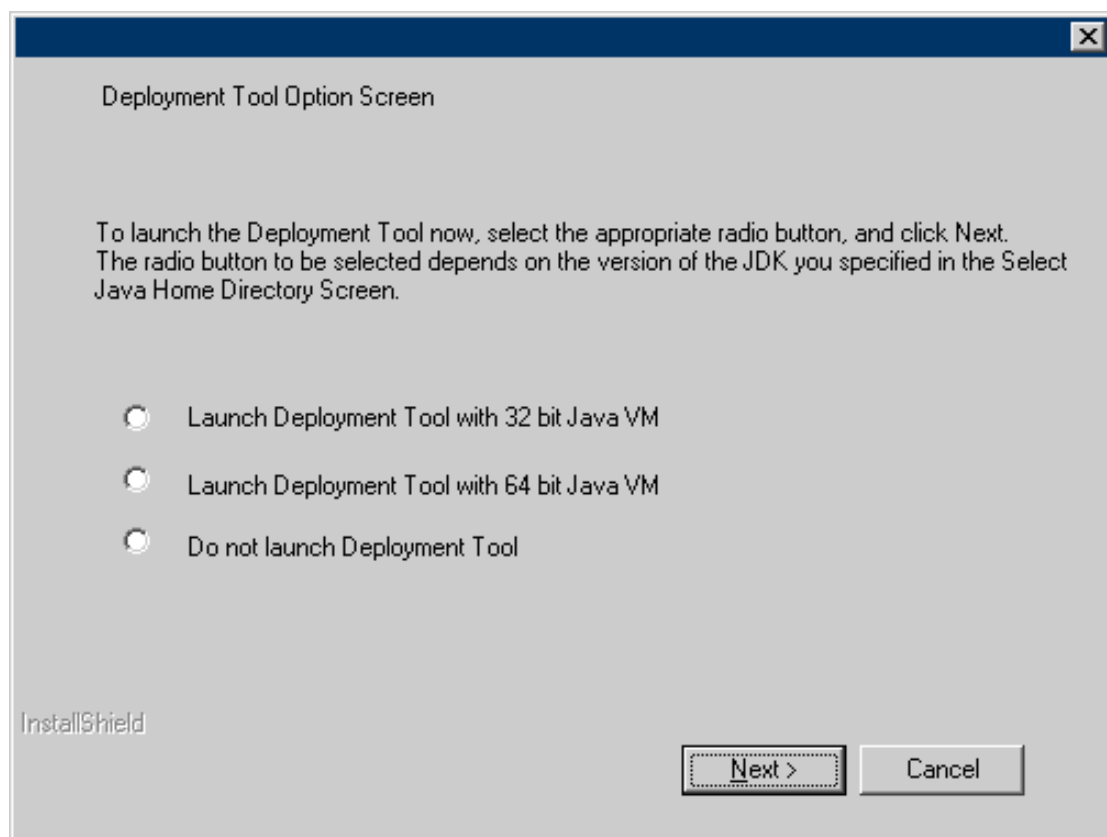 Deployment Tool Option Screen
To launch the Deployment Tool now, select the appropriate radio button, and click Next.
The radio button to be selected depends on the version of the JDK you specified in the Select
Java Home Directory Screen.
Launch Deployment Tool with 32 bit Java VM
Launch Deployment Tool with 64 bit Java VM
Do not launch Deployment Tool
InstallShield
Next >
Cancel